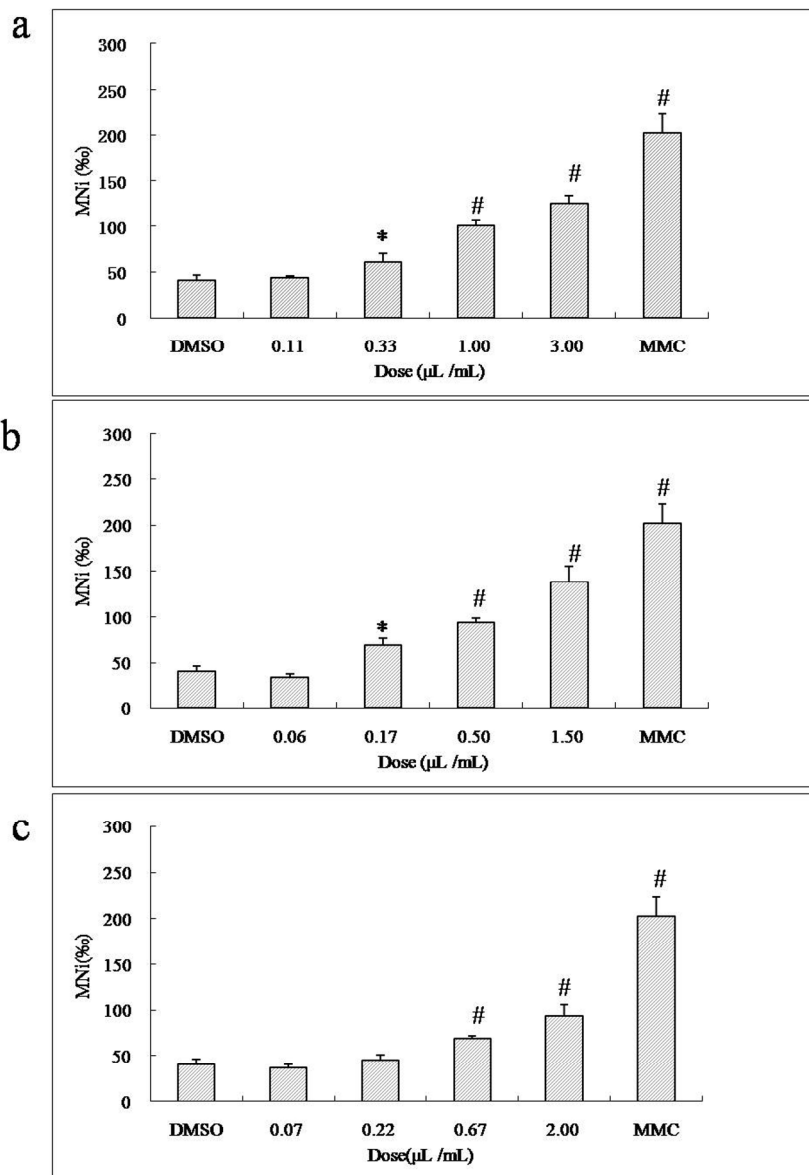 a
300
250
200
150
100
50
0
MNi (‰)
*
#
#
#
DMSO 0.11 0.33 1.00 3.00 MMC
Dose (μL /mL)
b
300
250
200
150
100
50
0
MNi (‰)
*
#
#
#
DMSO 0.06 0.17 0.50 1.50 MMC
Dose (μL /mL)
c
300
250
200
150
100
50
0
MNi(‰)
#
#
#
DMSO 0.07 0.22 0.67 2.00 MMC
Dose(μL /mL)